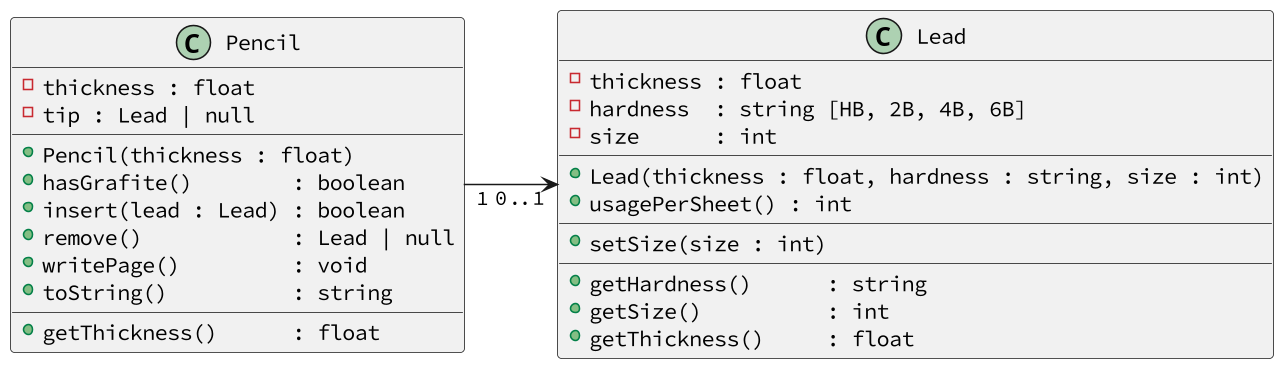 C Pencil
thickness : float
tip : Lead | null
Pencil(thickness : float)
hasGrafite() : boolean
insert(lead : Lead) : boolean
remove() : Lead | null
writePage() : void
toString() : string
getThickness() : float
1 0..1
C Lead
thickness : float
hardness : string [HB, 2B, 4B, 6B]
size : int
Lead(thickness : float, hardness : string, size : int)
usagePerSheet() : int
setSize(size : int)
getHardness() : string
getSize() : int
getThickness() : float